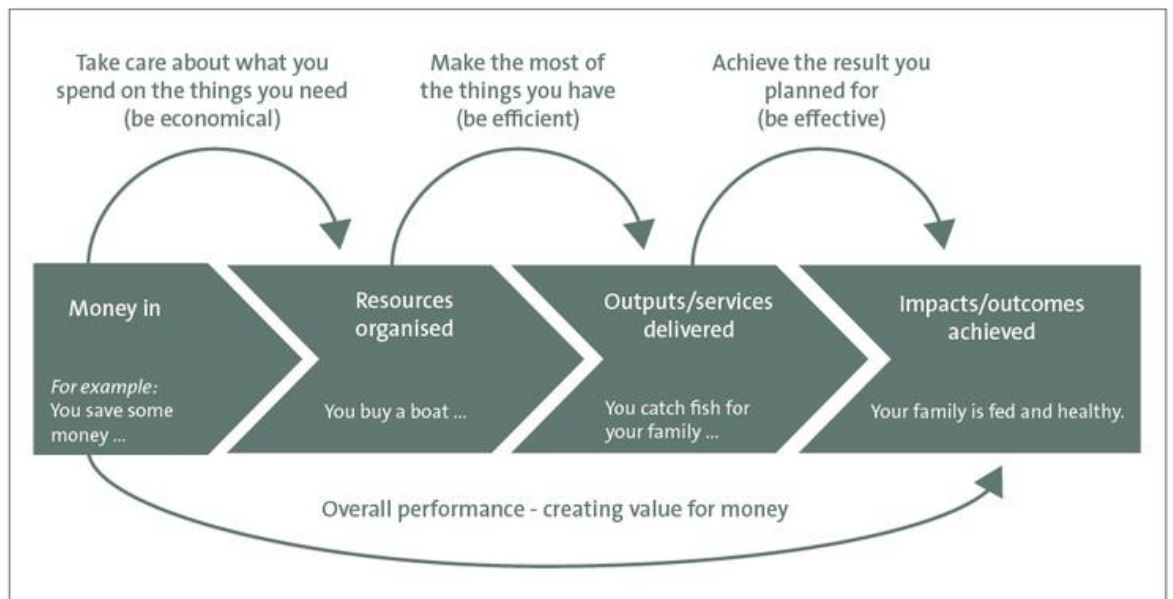 Take care about what you
spend on the things you need
(be economical)
Make the most of
the things you have
(be efficient)
Achieve the result you
planned for
(be effective)
Money in
For example:
You save some
money ...
Resources
organised
You buy a boat ...
Outputs/services
delivered
You catch fish for
your family ...
Impacts/outcomes
achieved
Your family is fed and healthy.
Overall performance - creating value for money